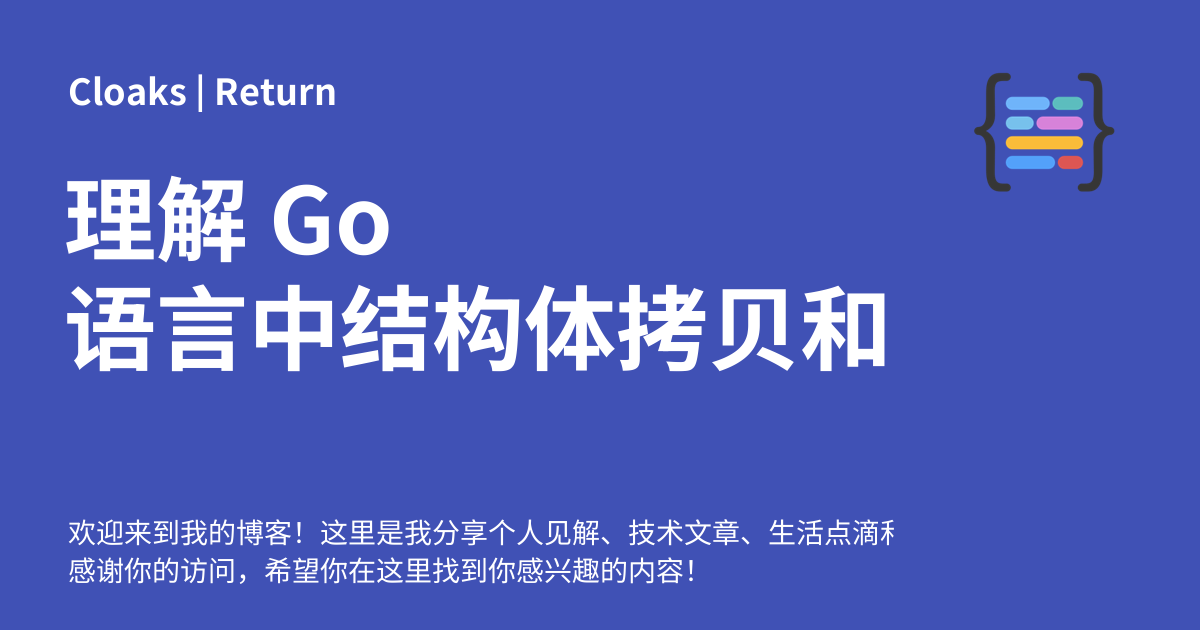 Cloaks | Return
理解 Go
语言中结构体拷贝和
欢迎来到我的博客！这里是我分享个人见解、技术文章、生活点滴
感谢你的访问，希望你在这里找到你感兴趣的内容！